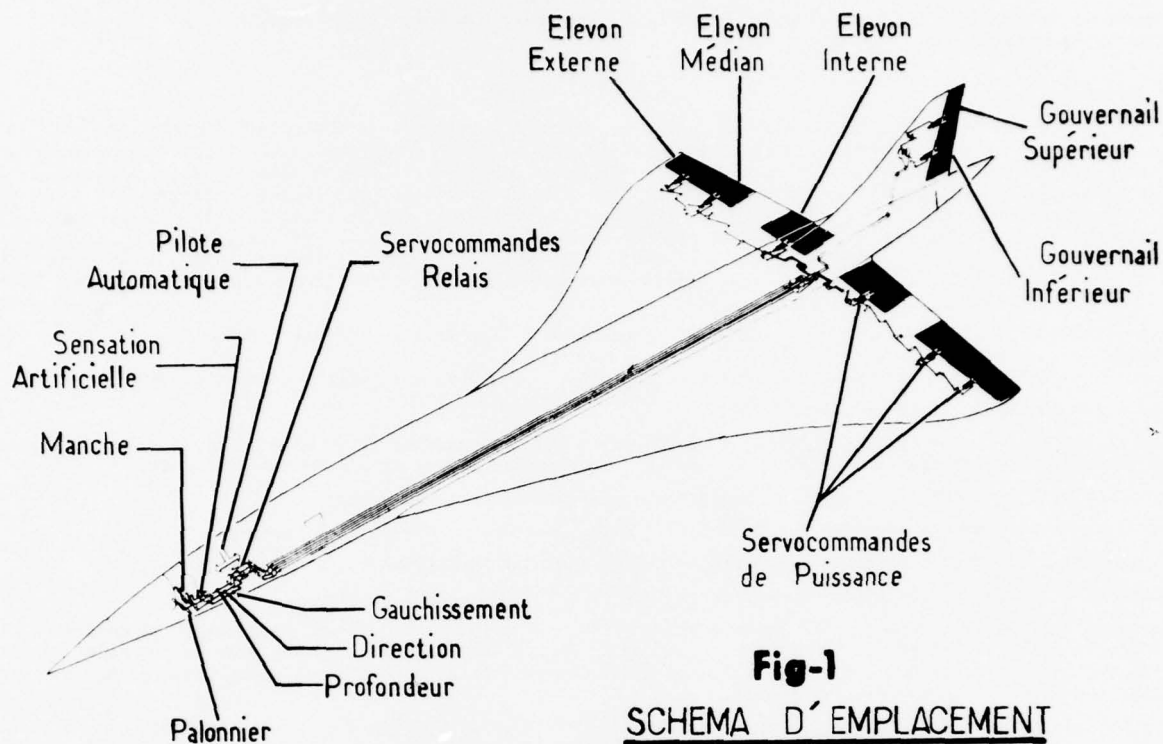 Elevon
Externe
Elevon
Médian
Elevon
Interne
Gouvernail
Supérieur
Gouvernail
Inférieur
Pilote
Automatique
Servocommandes
Relais
Sensation
Artificielle
Manche
Servocommandes
de Puissance
Gauchissement
Direction
Profondeur
Palonnier
Fig-1
SCHEMA D'EMPLACEMENT